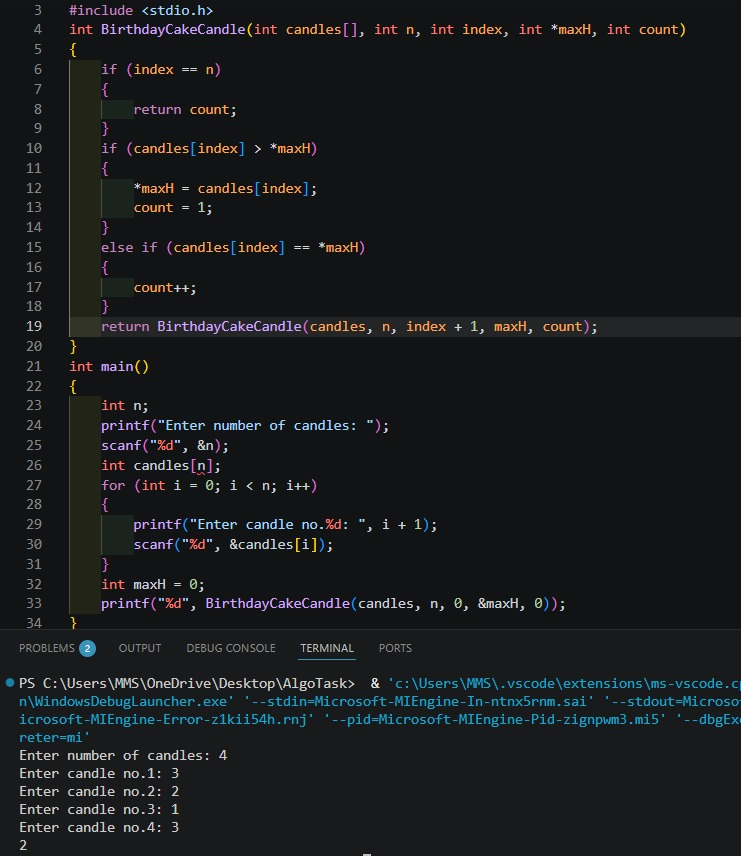 3 #include <stdio.h>
4 int BirthdayCakeCandle(int candles[], int n, int index, int *maxH, int count)
5 {
6     if (index == n)
7     {
8         return count;
9     }
10     if (candles[index] > *maxH)
11     {
12         *maxH = candles[index];
13         count = 1;
14     }
15     else if (candles[index] == *maxH)
16     {
17         count++;
18     }
19     return BirthdayCakeCandle(candles, n, index + 1, maxH, count);
20 }
21 int main()
22 {
23     int n;
24     printf("Enter number of candles: ");
25     scanf("%d", &n);
26     int candles[n];
27     for (int i = 0; i < n; i++)
28     {
29         printf("Enter candle no.%d: ", i + 1);
30         scanf("%d", &candles[i]);
31     }
32     int maxH = 0;
33     printf("%d", BirthdayCakeCandle(candles, n, 0, &maxH, 0));
34 }
PROBLEMS 2 OUTPUT DEBUG CONSOLE TERMINAL PORTS
PS C:\Users\MMS\OneDrive\Desktop\AlgoTask>  & 'c:\Users\MMS\.vscode\extensions\ms-vscode.cp
n\WindowsDebugLauncher.exe' '--stdin=Microsoft-MIEngine-In-ntnx5rnm.sai' '--stdout=Microso
icrosoft-MIEngine-Error-z1kii54h.rnj' '--pid=Microsoft-MIEngine-Pid-zignpwm3.mi5' '--dbgExe
reter=mi'
Enter number of candles: 4
Enter candle no.1: 3
Enter candle no.2: 2
Enter candle no.3: 1
Enter candle no.4: 3
2